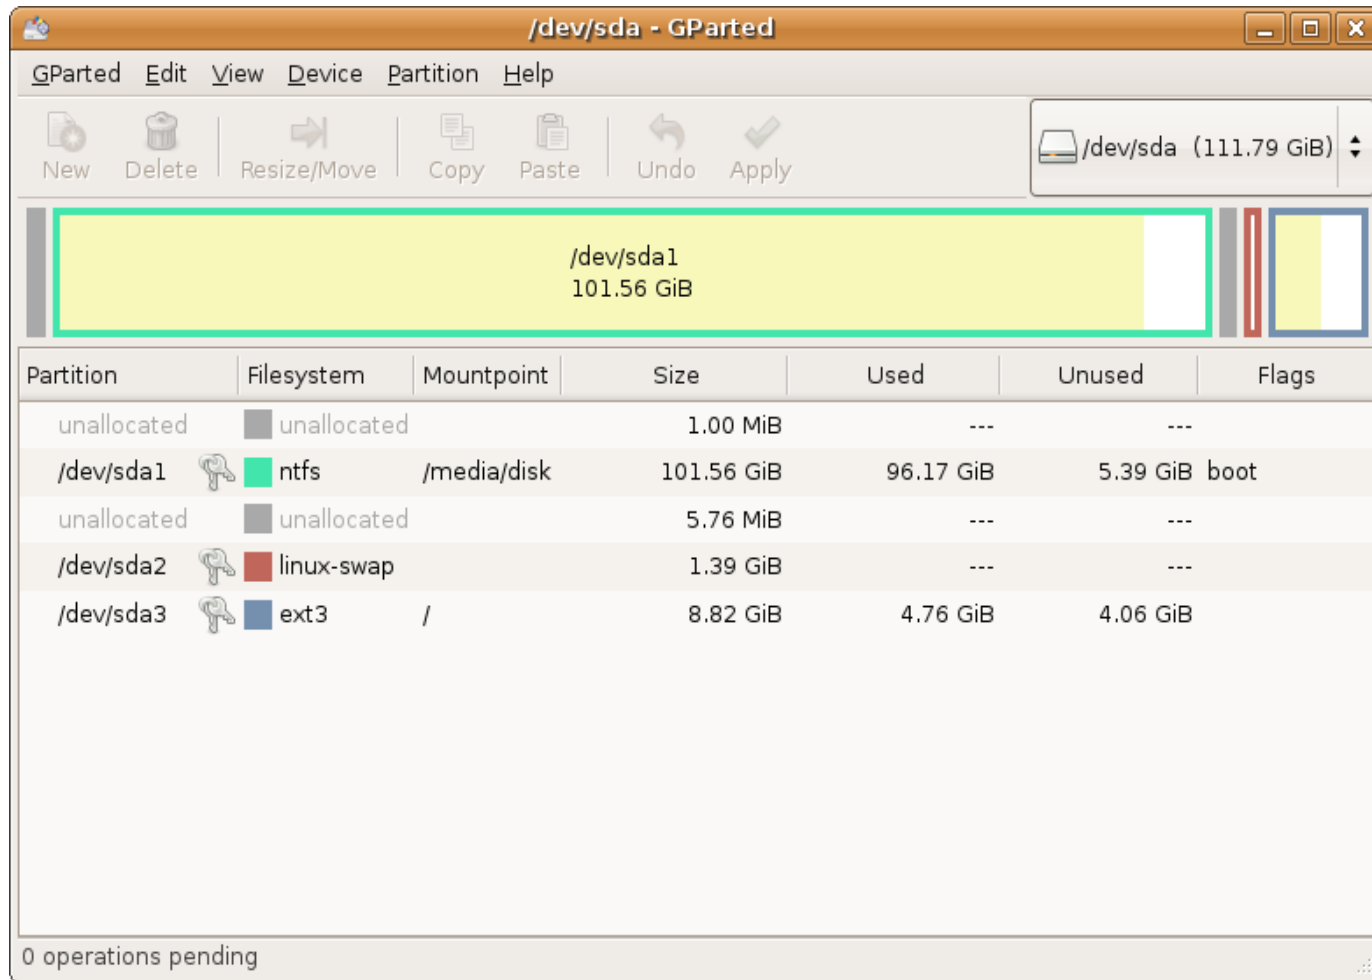 /dev/sda - GParted
GParted Edit View Device Partition Help
New Delete Resize/Move Copy Paste Undo Apply /dev/sda (111.79 GiB)
/dev/sda1
101.56 GiB
Partition Filesystem Mountpoint Size Used Unused Flags
unallocated unallocated 1.00 MiB --- ---
/dev/sda1 ntfs /media/disk 101.56 GiB 96.17 GiB 5.39 GiB boot
unallocated unallocated 5.76 MiB --- ---
/dev/sda2 linux-swap 1.39 GiB --- ---
/dev/sda3 ext3 / 8.82 GiB 4.76 GiB 4.06 GiB
0 operations pending